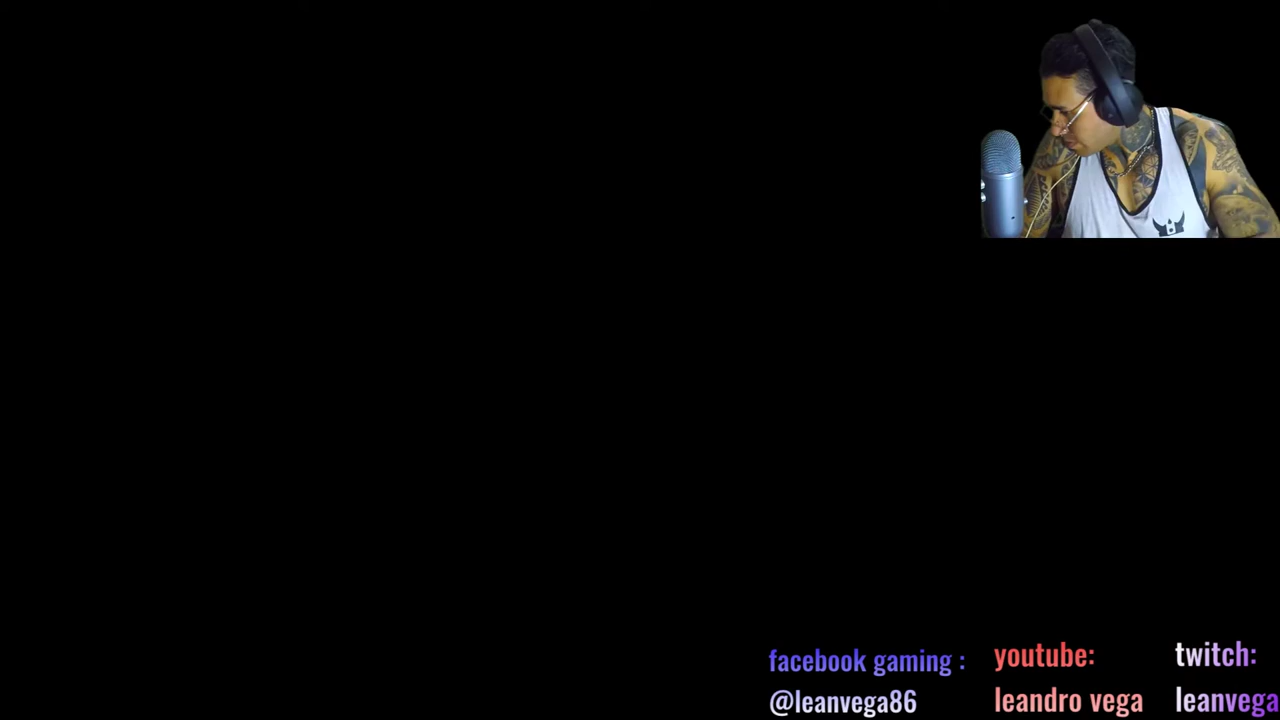 facebook gaming :
@leanvega86
youtube:
leandro vega
twitch:
leanvega